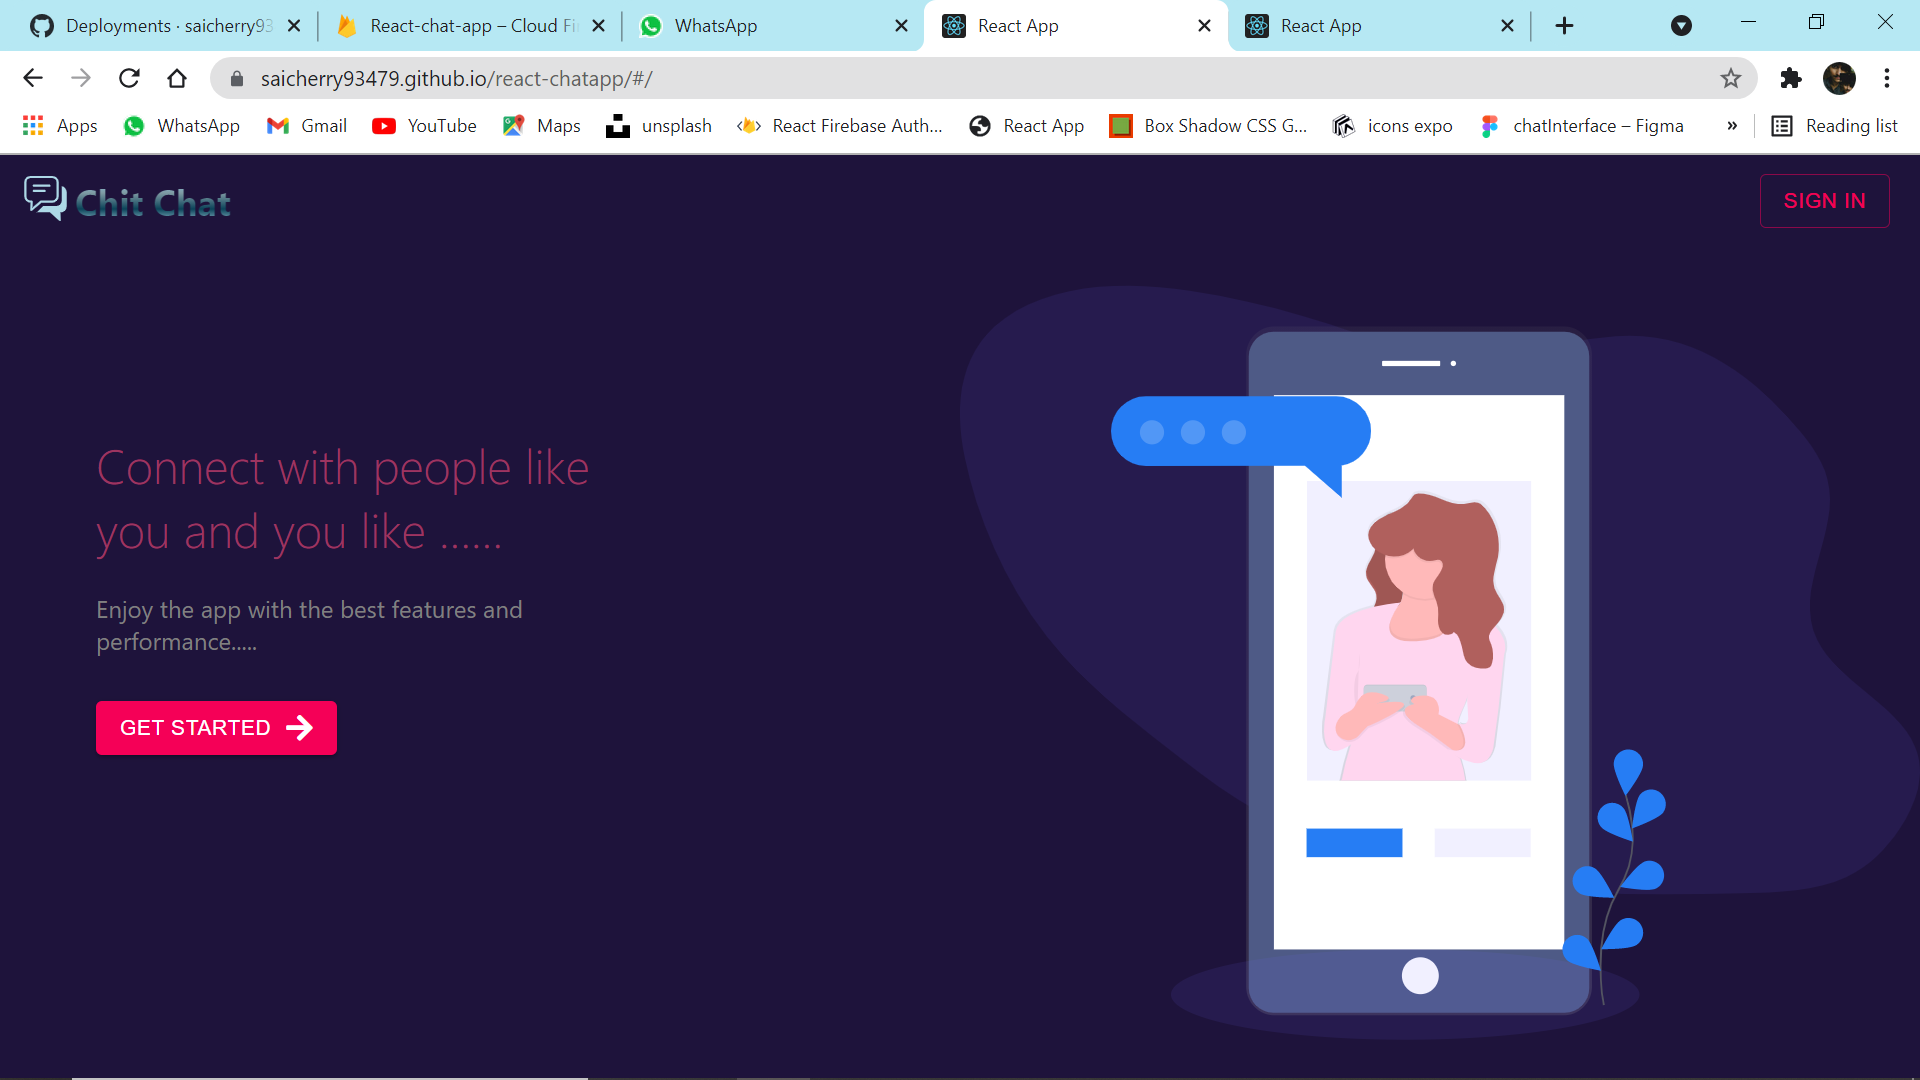 Deployments · saicherry93
React-chat-app – Cloud Fi
WhatsApp
React App
React App
saicherry93479.github.io/react-chatapp/#/
Apps
WhatsApp
Gmail
YouTube
Maps
unsplash
React Firebase Auth...
React App
Box Shadow CSS G...
icons expo
chatInterface – Figma
»
Reading list
Chit Chat
SIGN IN
Connect with people like
you and you like ......
Enjoy the app with the best features and
performance.....
GET STARTED